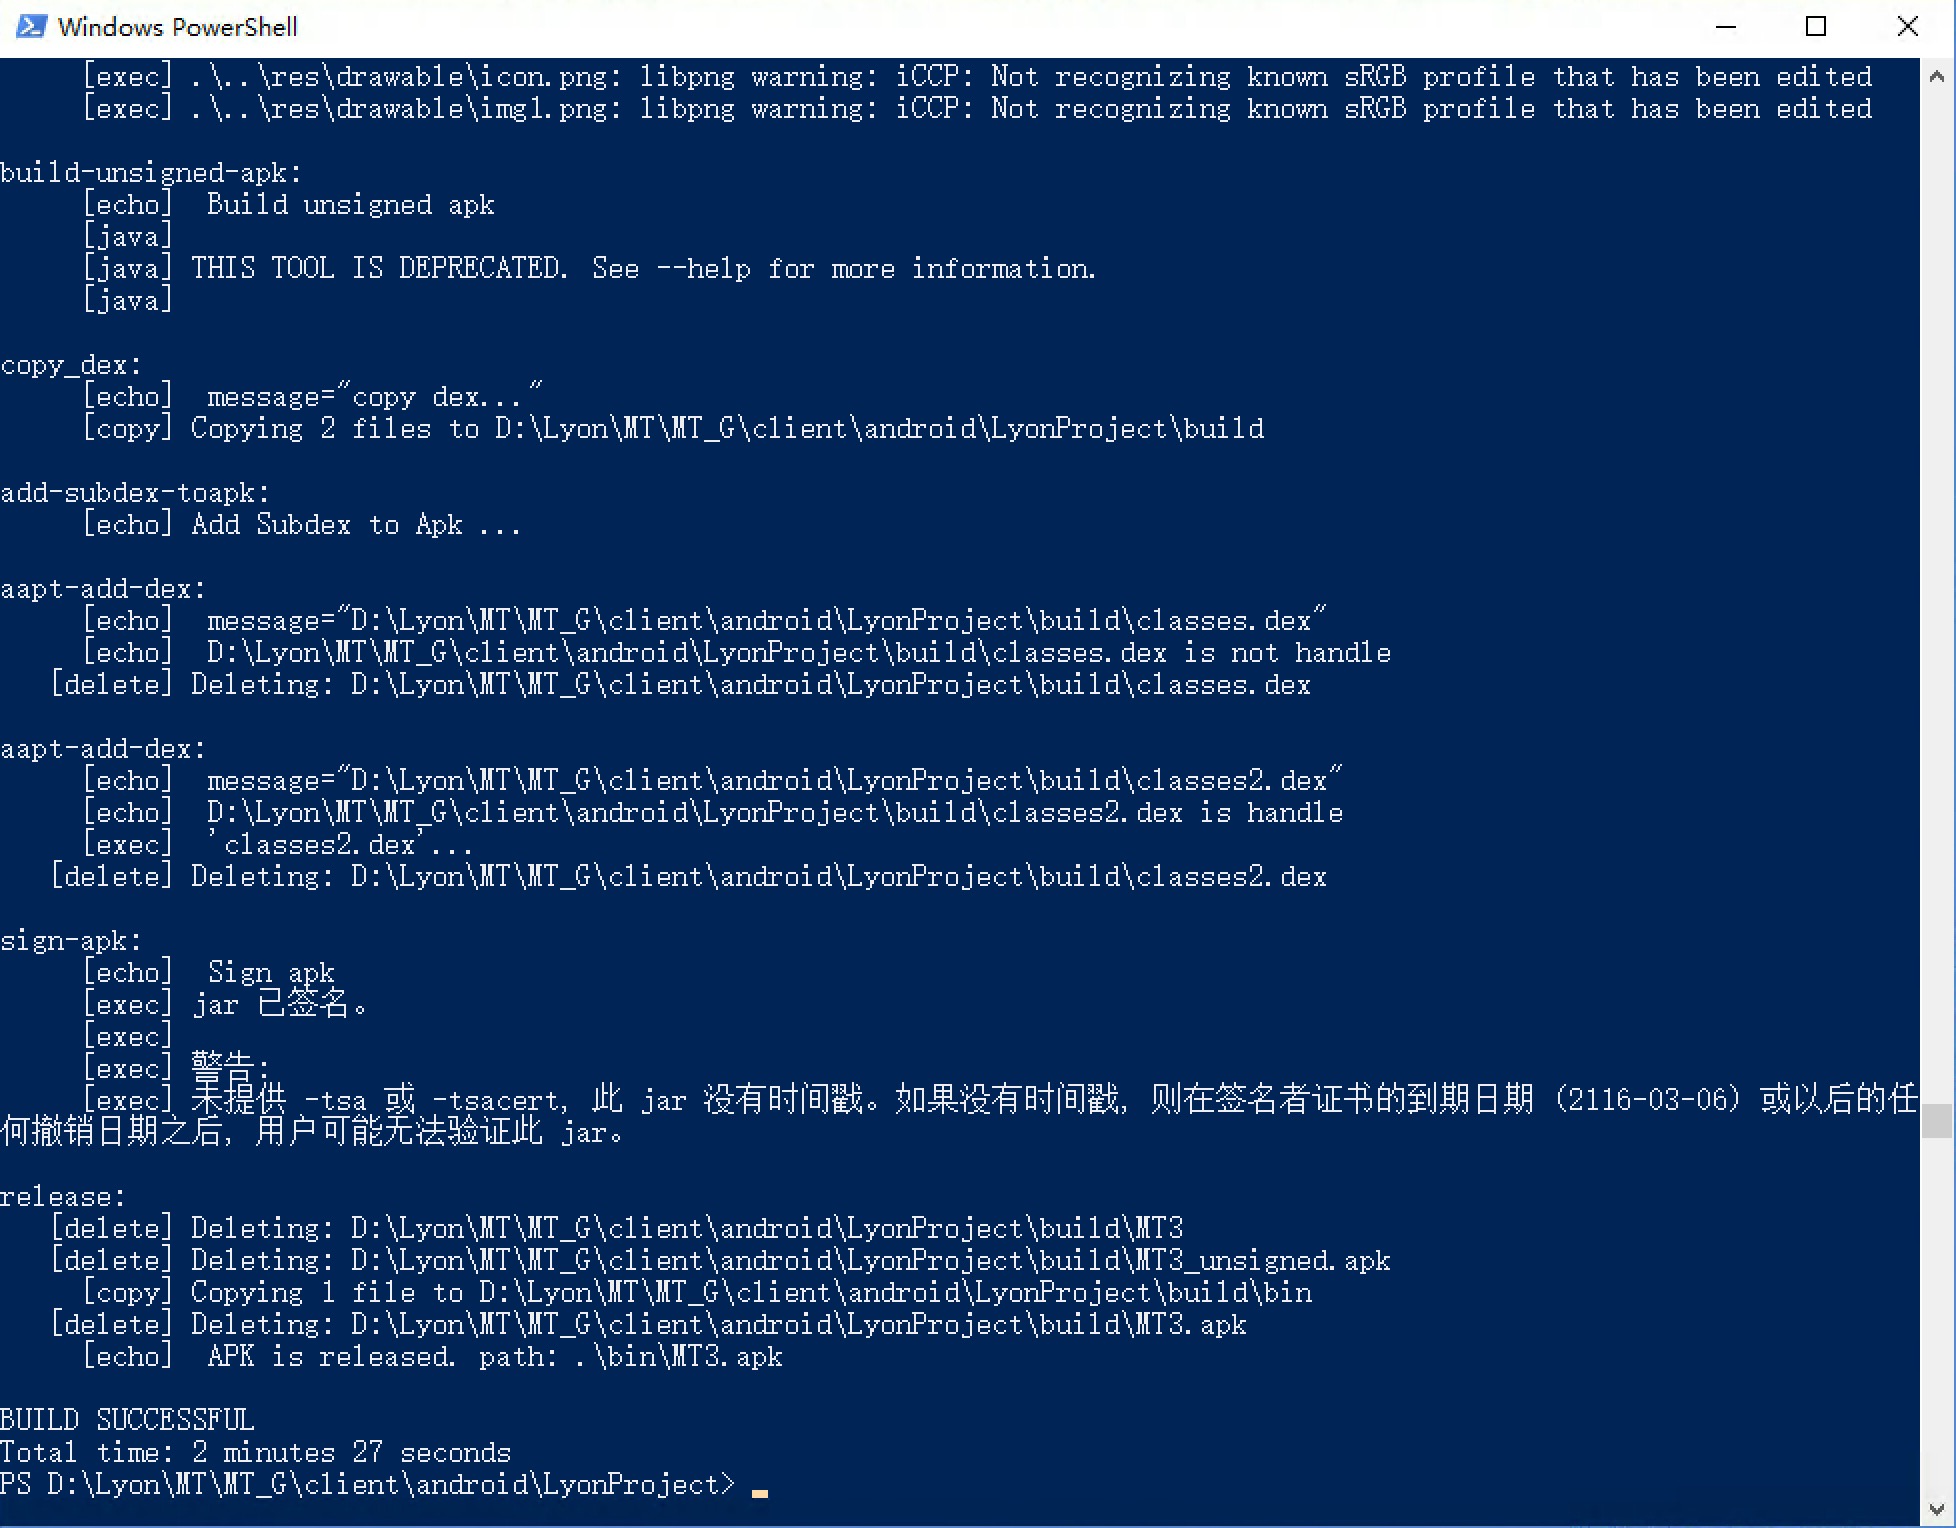 Windows PowerShell
[exec] .\..\res\drawable\icon.png: libpng warning: iCCP: Not recognizing known sRGB profile that has been edited
[exec] .\..\res\drawable\img1.png: libpng warning: iCCP: Not recognizing known sRGB profile that has been edited
build-unsigned-apk:
[echo]  Build unsigned apk
[java]
[java] THIS TOOL IS DEPRECATED. See --help for more information.
[java]
copy_dex:
[echo]  message="copy dex..."
[copy] Copying 2 files to D:\Lyon\MT\MT_G\client\android\LyonProject\build
add-subdex-toapk:
[echo] Add Subdex to Apk ...
aapt-add-dex:
[echo]  message="D:\Lyon\MT\MT_G\client\android\LyonProject\build\classes.dex"
[echo]  D:\Lyon\MT\MT_G\client\android\LyonProject\build\classes.dex is not handle
[delete] Deleting: D:\Lyon\MT\MT_G\client\android\LyonProject\build\classes.dex
aapt-add-dex:
[echo]  message="D:\Lyon\MT\MT_G\client\android\LyonProject\build\classes2.dex"
[echo]  D:\Lyon\MT\MT_G\client\android\LyonProject\build\classes2.dex is handle
[exec]  'classes2.dex'...
[delete] Deleting: D:\Lyon\MT\MT_G\client\android\LyonProject\build\classes2.dex
sign-apk:
[echo]  Sign apk
[exec] jar 已签名。
[exec]
[exec] 警告:
[exec] 未提供 -tsa 或 -tsacert, 此 jar 没有时间戳。如果没有时间戳, 则在签名者证书的到期日期 (2116-03-06) 或以后的任
何撤销日期之后, 用户可能无法验证此 jar。
release:
[delete] Deleting: D:\Lyon\MT\MT_G\client\android\LyonProject\build\MT3
[delete] Deleting: D:\Lyon\MT\MT_G\client\android\LyonProject\build\MT3_unsigned.apk
[copy] Copying 1 file to D:\Lyon\MT\MT_G\client\android\LyonProject\build\bin
[delete] Deleting: D:\Lyon\MT\MT_G\client\android\LyonProject\build\MT3.apk
[echo]  APK is released. path: .\bin\MT3.apk
BUILD SUCCESSFUL
Total time: 2 minutes 27 seconds
PS D:\Lyon\MT\MT_G\client\android\LyonProject>